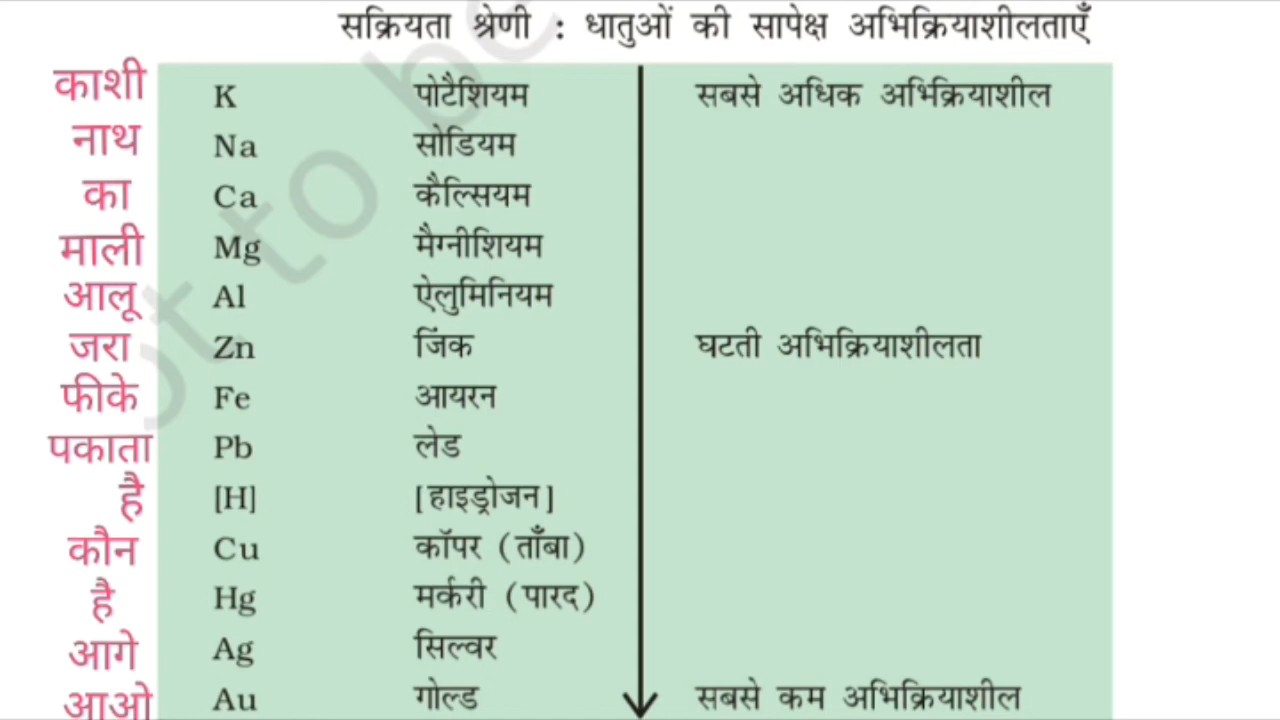 सक्रियता श्रेणी : धातुओं की सापेक्ष अभिक्रियाशीलताएँ
काशी K पोटैशियम सबसे अधिक अभिक्रियाशील
नाथ Na सोडियम
का Ca कैल्सियम
माली Mg मैग्नीशियम
आलू Al ऐलुमिनियम
जरा Zn जिंक घटती अभिक्रियाशीलता
फीके Fe आयरन
पकाता Pb लेड
है [H] [हाइड्रोजन]
कौन Cu कॉपर (ताँबा)
है Hg मर्करी (पारद)
आगे Ag सिल्वर
आओ Au गोल्ड सबसे कम अभिक्रियाशील
to be